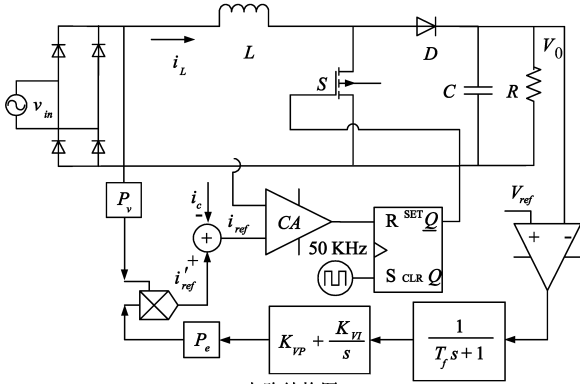 L
i_L
D
V_0
S
C
R
v_in
P_v
i_c
-
CA
R SET Q
V_ref
+
i_ref
+ -
50 KHz
i'_ref
+
S CLR Q
P_e
K_VP + K_VI / s
1 / T_f s+1